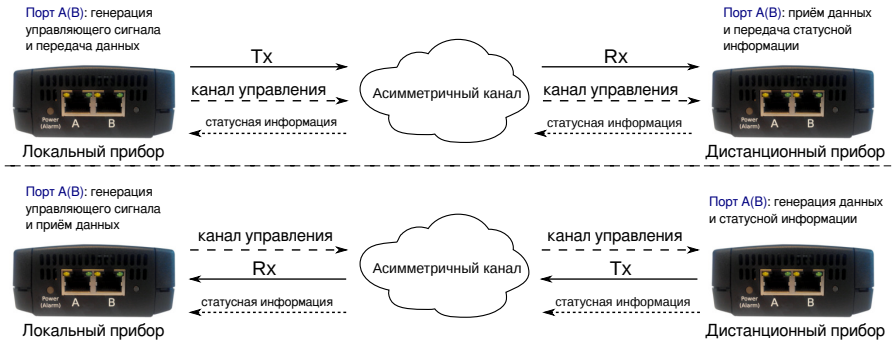 Порт A(B): генерация
управляющего сигнала
и передача данных
Порт A(B): приём данных
и передача статусной
информации
Tx
Rx
канал управления
Асимметричный канал
канал управления
статусная информация
статусная информация
Power
(Alarm)
A B
Power
(Alarm)
A B
Локальный прибор
Дистанционный прибор
Порт A(B): генерация
управляющего сигнала
и приём данных
Порт A(B): генерация данных
и статусной информации
канал управления
канал управления
Rx
Асимметричный канал
Tx
статусная информация
статусная информация
Power
(Alarm)
A B
Power
(Alarm)
A B
Локальный прибор
Дистанционный прибор